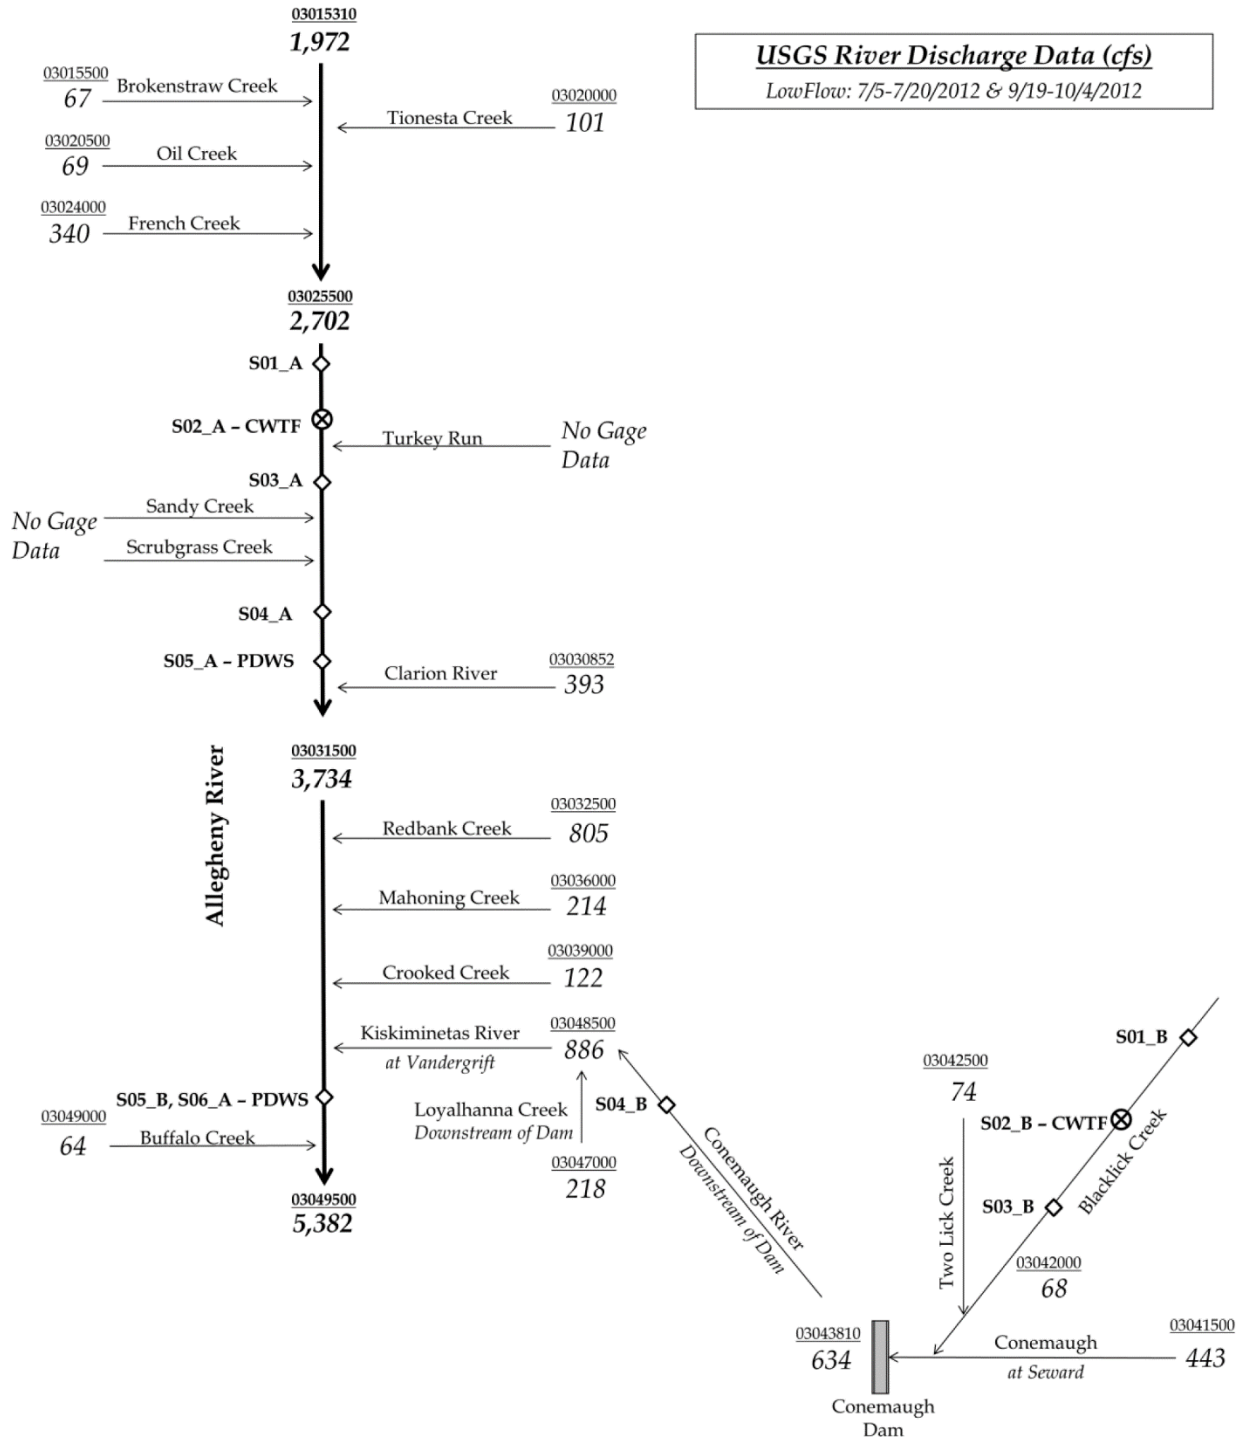 03015310
1,972
USGS River Discharge Data (cfs)
LowFlow: 7/5-7/20/2012 & 9/19-10/4/2012
03015500
67
Brokenstraw Creek
03020000
101
Tionesta Creek
03020500
69
Oil Creek
03024000
340
French Creek
03025500
2,702
S01_A
S02_A – CWTF
Turkey Run
No Gage
Data
S03_A
Sandy Creek
No Gage
Data
Scrubgrass Creek
S04_A
S05_A – PDWS
Clarion River
03030852
393
Allegheny River
03031500
3,734
Redbank Creek
03032500
805
Mahoning Creek
03036000
214
Crooked Creek
03039000
122
Kiskiminetas River
at Vandergrift
03048500
886
S05_B, S06_A – PDWS
03049000
64
Buffalo Creek
03049500
5,382
Loyalhanna Creek
Downstream of Dam
03047000
218
S04_B
Conemaugh River
Downstream of Dam
S01_B
03042500
74
S02_B – CWTF
Blacklick Creek
S03_B
Two Lick Creek
03042000
68
03043810
634
Conemaugh
at Seward
03041500
443
Conemaugh
Dam